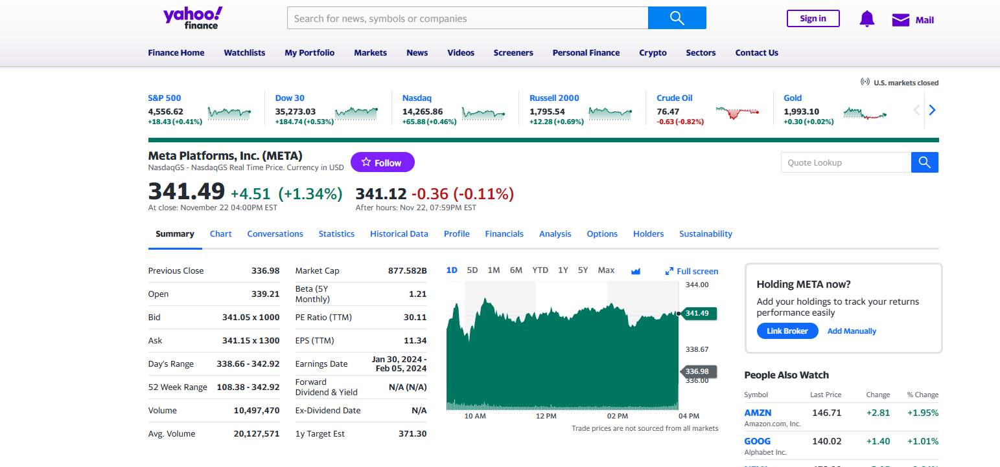 yahoo!
finance
Search for news, symbols or companies
Sign in
Mail
Finance Home Watchlists My Portfolio Markets News Videos Screeners Personal Finance Crypto Sectors Contact Us
U.S. markets closed
S&P 500
4,556.62
+18.43 (+0.41%)
Dow 30
35,273.03
+184.74 (+0.53%)
Nasdaq
14,265.86
+65.88 (+0.46%)
Russell 2000
1,795.54
+12.28 (+0.69%)
Crude Oil
76.47
-0.63 (-0.82%)
Gold
1,993.10
+0.30 (+0.02%)
Meta Platforms, Inc. (META)
NasdaqGS - NasdaqGS Real Time Price. Currency in USD
Follow
Quote Lookup
341.49 +4.51 (+1.34%)
At close: November 22 04:00PM EST
341.12 -0.36 (-0.11%)
After hours: Nov 22, 07:59PM EST
Summary Chart Conversations Statistics Historical Data Profile Financials Analysis Options Holders Sustainability
Previous Close 336.98
Open 339.21
Bid 341.05 x 1000
Ask 341.15 x 1300
Day's Range 338.66 - 342.92
52 Week Range 108.38 - 342.92
Volume 10,497,470
Avg. Volume 20,127,571
Market Cap 877.582B
Beta (5Y
Monthly) 1.21
PE Ratio (TTM) 30.11
EPS (TTM) 11.34
Earnings Date Jan 30, 2024 -
Feb 05, 2024
Forward
Dividend & Yield N/A (N/A)
Ex-Dividend Date N/A
1y Target Est 371.30
1D 5D 1M 6M YTD 1Y 5Y Max Full screen
344.00
341.49
338.67
336.98
336.00
10 AM 12 PM 02 PM 04 PM
Trade prices are not sourced from all markets
Holding META now?
Add your holdings to track your returns
performance easily
Link Broker Add Manually
People Also Watch
Symbol Last Price Change % Change
AMZN 146.71 +2.81 +1.95%
Amazon.com, Inc.
GOOG 140.02 +1.40 +1.01%
Alphabet Inc.